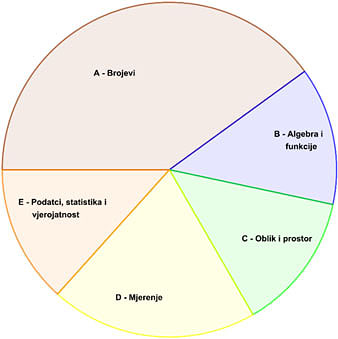 A - Brojevi
B - Algebra i
funkcije
C - Oblik i prostor
D - Mjerenje
E - Podatci, statistika i
vjerojatnost